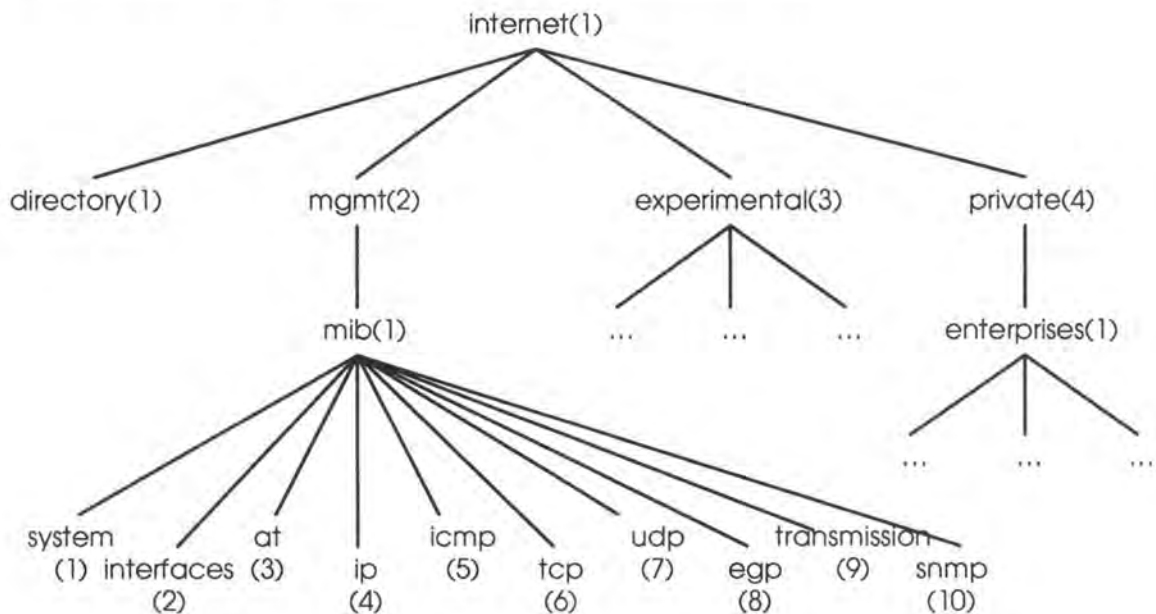 internet(1)
directory(1) mgmt(2) experimental(3) private(4)
mib(1) ... ... ... enterprises(1)
... ... ...
system at icmp udp transmission
(1) interfaces (3) ip (5) tcp (7) egp (9) snmp
(2) (4) (6) (8) (10)